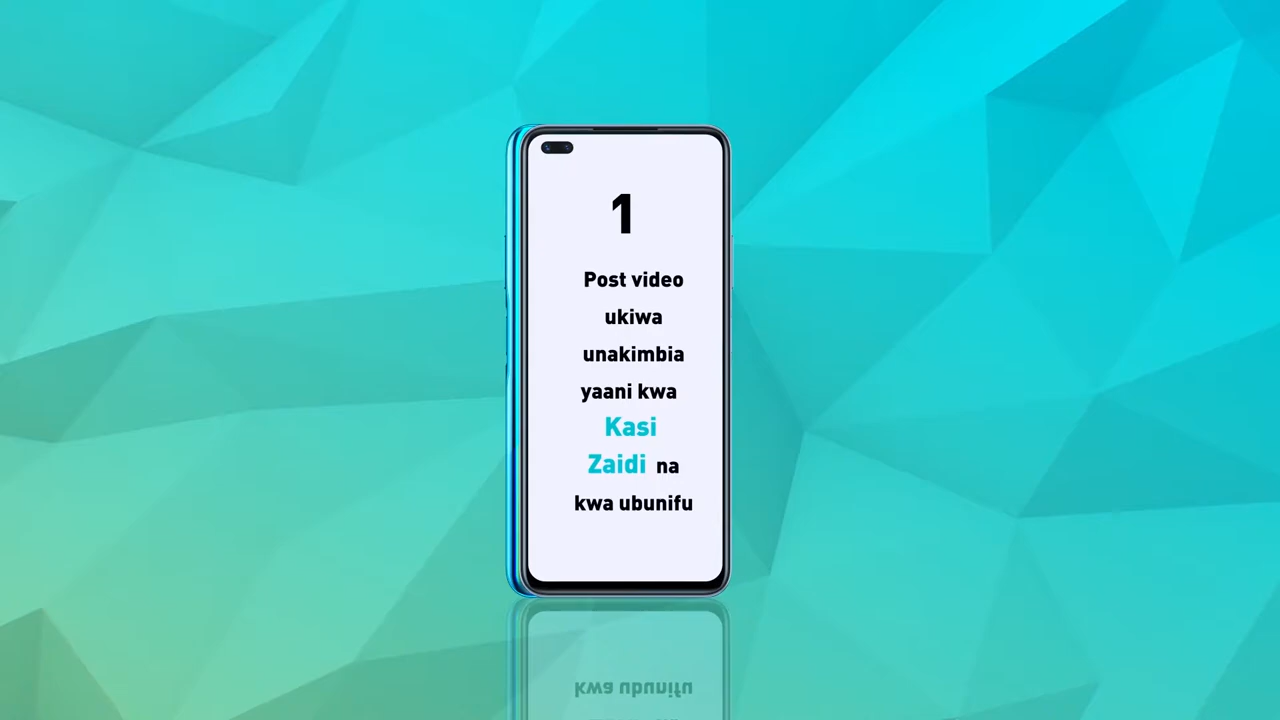 1
Post video
ukiwa
unakimbia
yaani kwa
Kasi
Zaidi na
kwa ubunifu